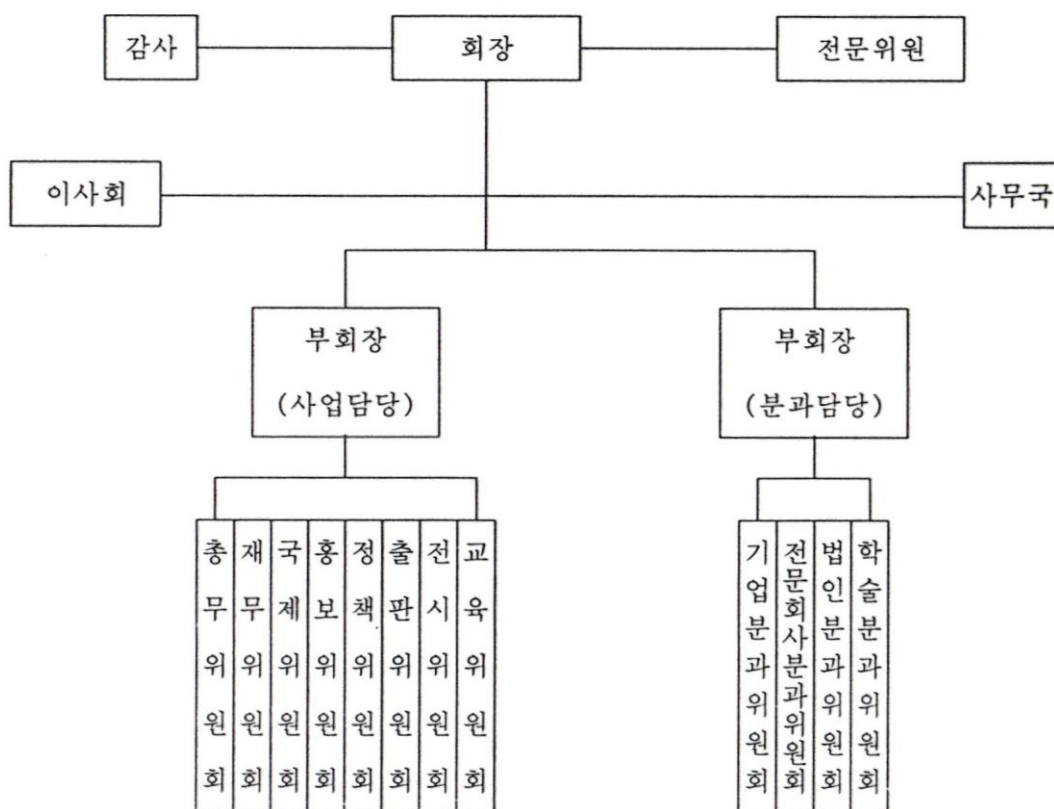 감사
회장
전문위원
이사회
사무국
부회장
(사업담당)
부회장
(분과담당)
총무위원회
재무위원회
국제위원회
홍보위원회
정책위원회
출판위원회
전시위원회
교육위원회
기업분과위원회
전문회사분과위원회
법인분과위원회
학술분과위원회